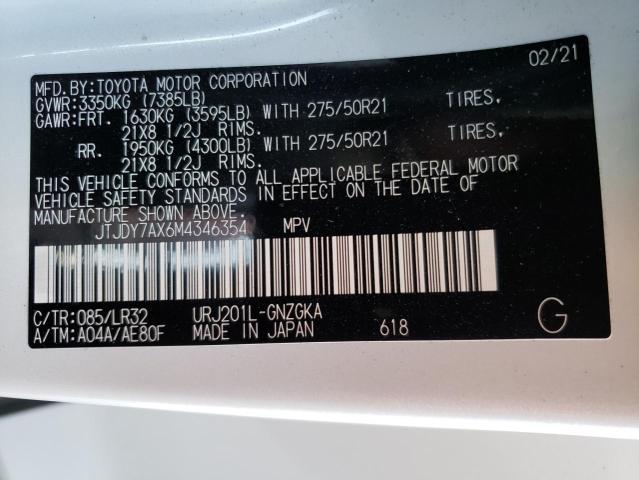 02/21
MFD.BY:TOYOTA MOTOR CORPORATION
GVWR:3350KG (7385LB)
GAWR:FRT. 1630KG (3595LB) WITH 275/50R21 TIRES.
21X8 1/2J RIMS.
RR. 1950KG (4300LB) WITH 275/50R21 TIRES.
21X8 1/2J RIMS.
THIS VEHICLE CONFORMS TO ALL APPLICABLE FEDERAL MOTOR
VEHICLE SAFETY STANDARDS IN EFFECT ON THE DATE OF
MANUFACTURE SHOWN ABOVE.
JTJDY7AX6M4346354 MPV
C/TR:085/LR32 URJ201L-GNZGKA
A/TM:A04A/AE80F MADE IN JAPAN 618 G